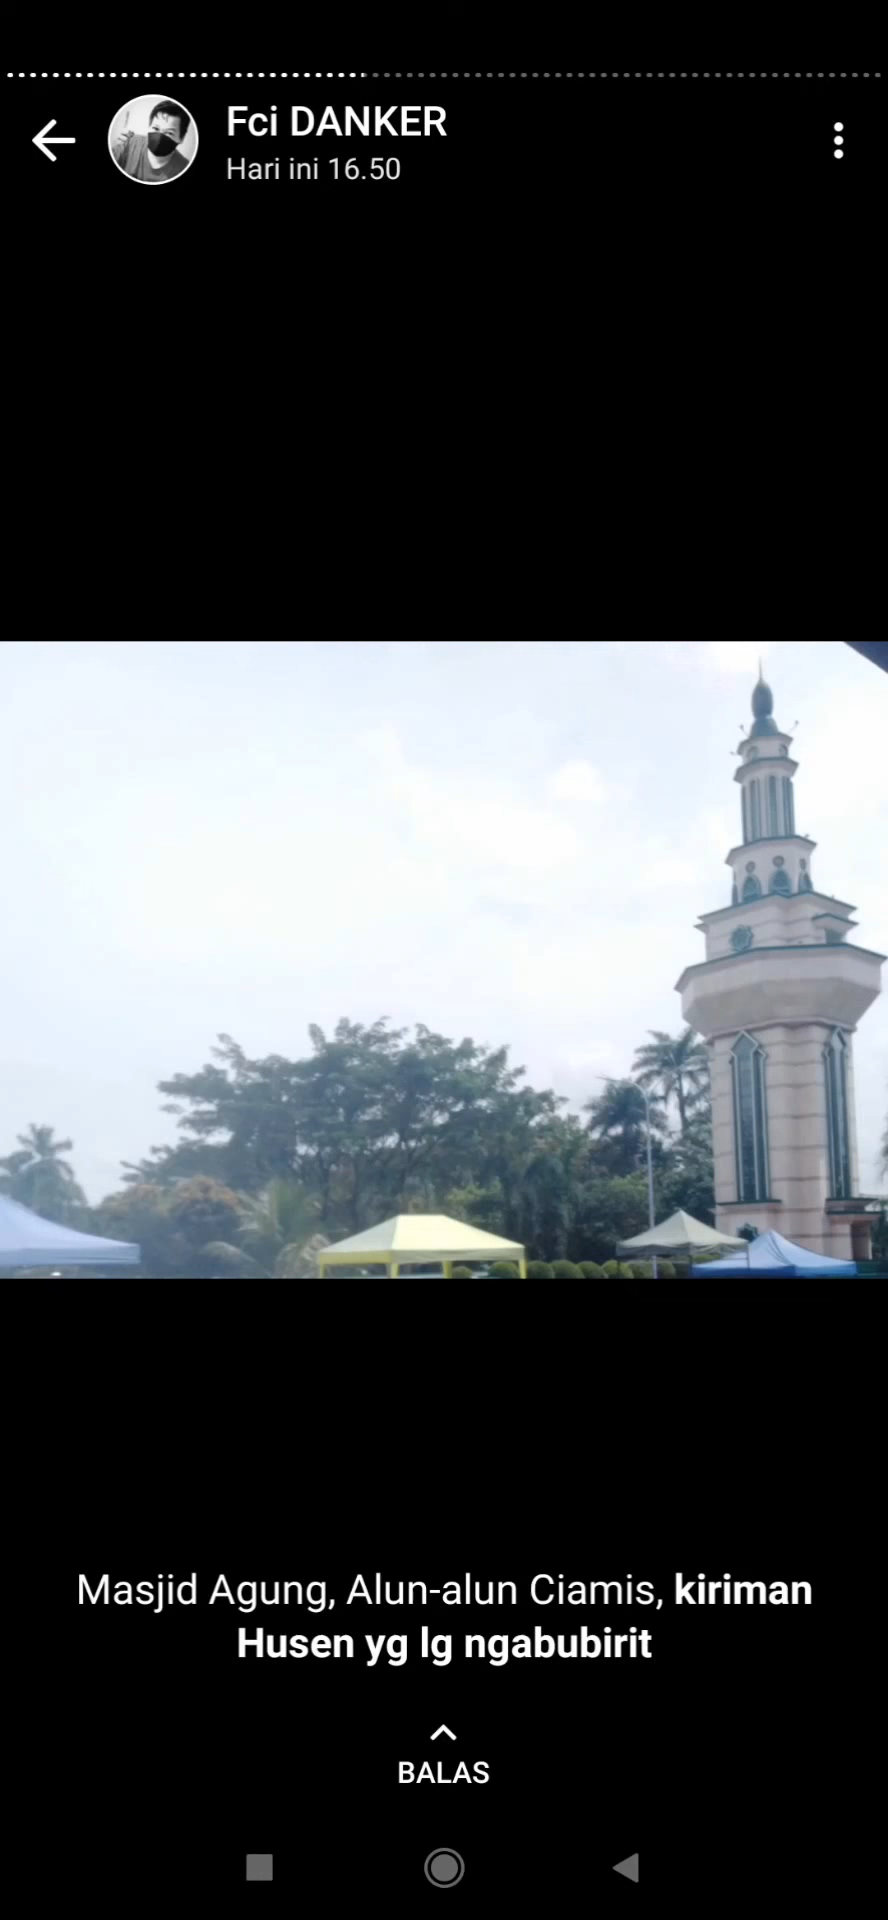 Fci DANKER
Hari ini 16.50
Masjid Agung, Alun-alun Ciamis, kiriman
Husen yg lg ngabubirit
BALAS